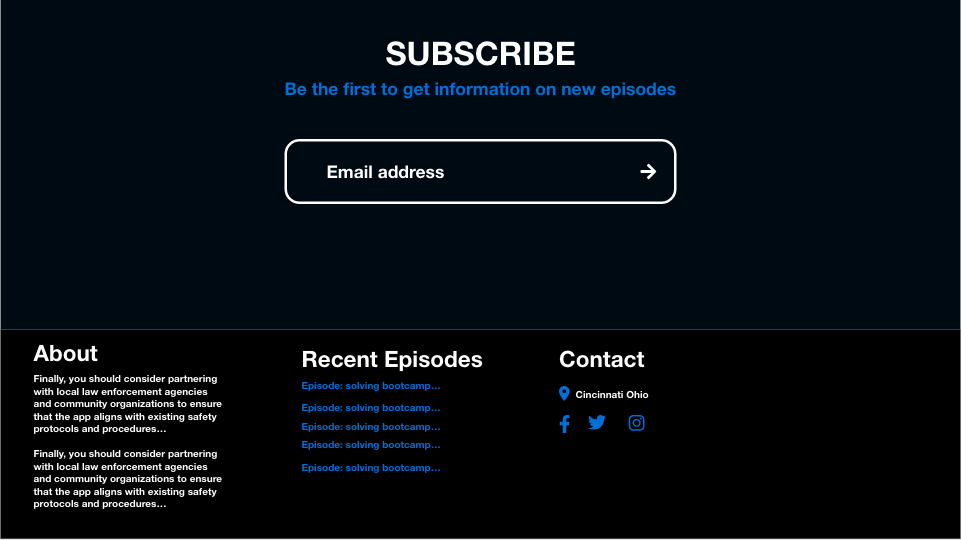 SUBSCRIBE
Be the first to get information on new episodes
Email address
About
Finally, you should consider partnering
with local law enforcement agencies
and community organizations to ensure
that the app aligns with existing safety
protocols and procedures...
Finally, you should consider partnering
with local law enforcement agencies
and community organizations to ensure
that the app aligns with existing safety
protocols and procedures...
Recent Episodes
Episode: solving bootcamp...
Episode: solving bootcamp...
Episode: solving bootcamp...
Episode: solving bootcamp...
Episode: solving bootcamp...
Contact
Cincinnati Ohio